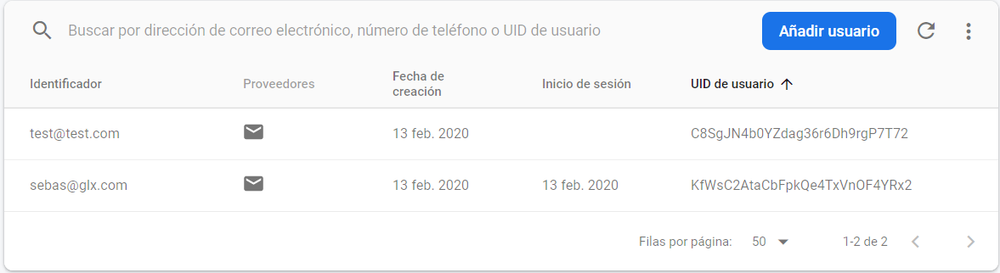 Buscar por dirección de correo electrónico, número de teléfono o UID de usuario
Añadir usuario
Identificador
Proveedores
Fecha de
creación
Inicio de sesión
UID de usuario
test@test.com
13 feb. 2020
C8SgJN4b0YZdag36r6Dh9rgP7T72
sebas@glx.com
13 feb. 2020
13 feb. 2020
KfWsC2AtaCbFpkQe4TxVnOF4YRx2
Filas por página:
50
1-2 de 2